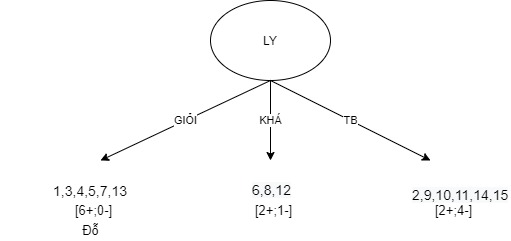 LY
GIỎI KHÁ TB
1,3,4,5,7,13 6,8,12 2,9,10,11,14,15
[6+;0-] [2+;1-] [2+;4-]
Đỗ